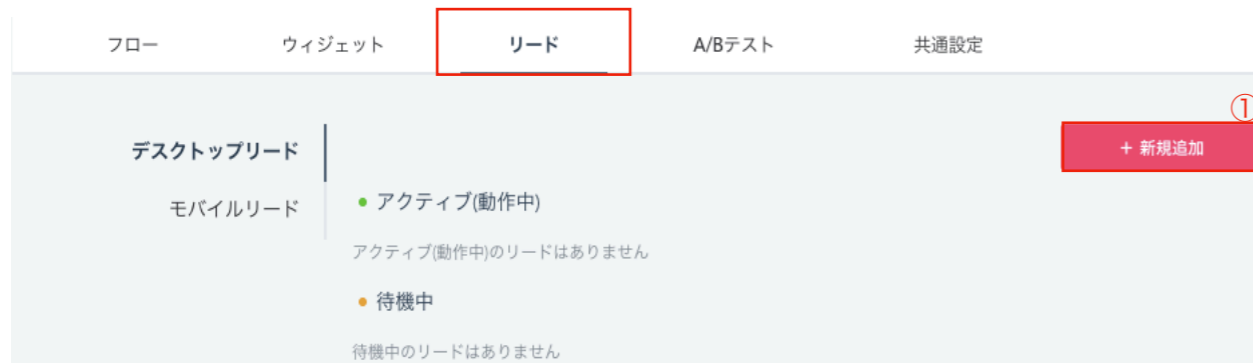 フロー ウィジェット リード A/Bテスト 共通設定
①
デスクトップリード
+ 新規追加
モバイルリード
アクティブ(動作中)
アクティブ(動作中)のリードはありません
待機中
待機中のリードはありません